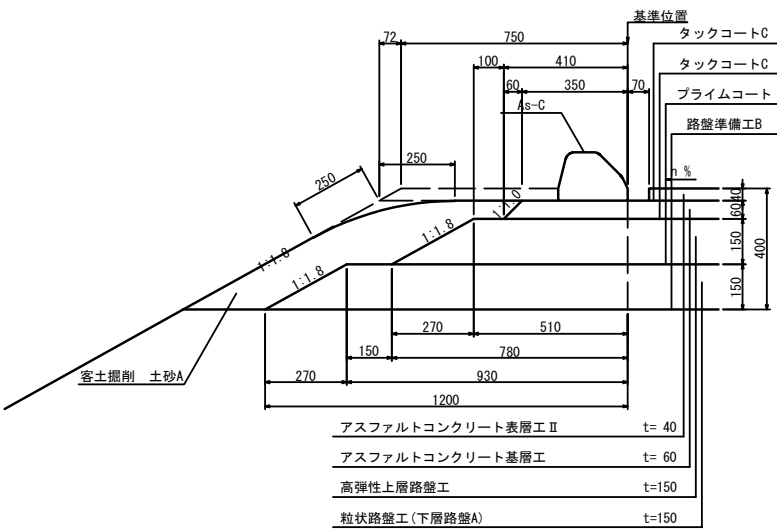 基準位置
72
750
タックコートC
100
410
タックコートC
60
350
70
プライムコート
As-C
路盤準備工B
250
n %
250
40
1:1.0
60
1:1.8
150
400
1:1.8
1:1.8
150
270
510
150
780
客土掘削 土砂A
270
930
1200
アスファルトコンクリート表層工Ⅱ t= 40
アスファルトコンクリート基層工 t= 60
高弾性上層路盤工 t=150
粒状路盤工(下層路盤A) t=150